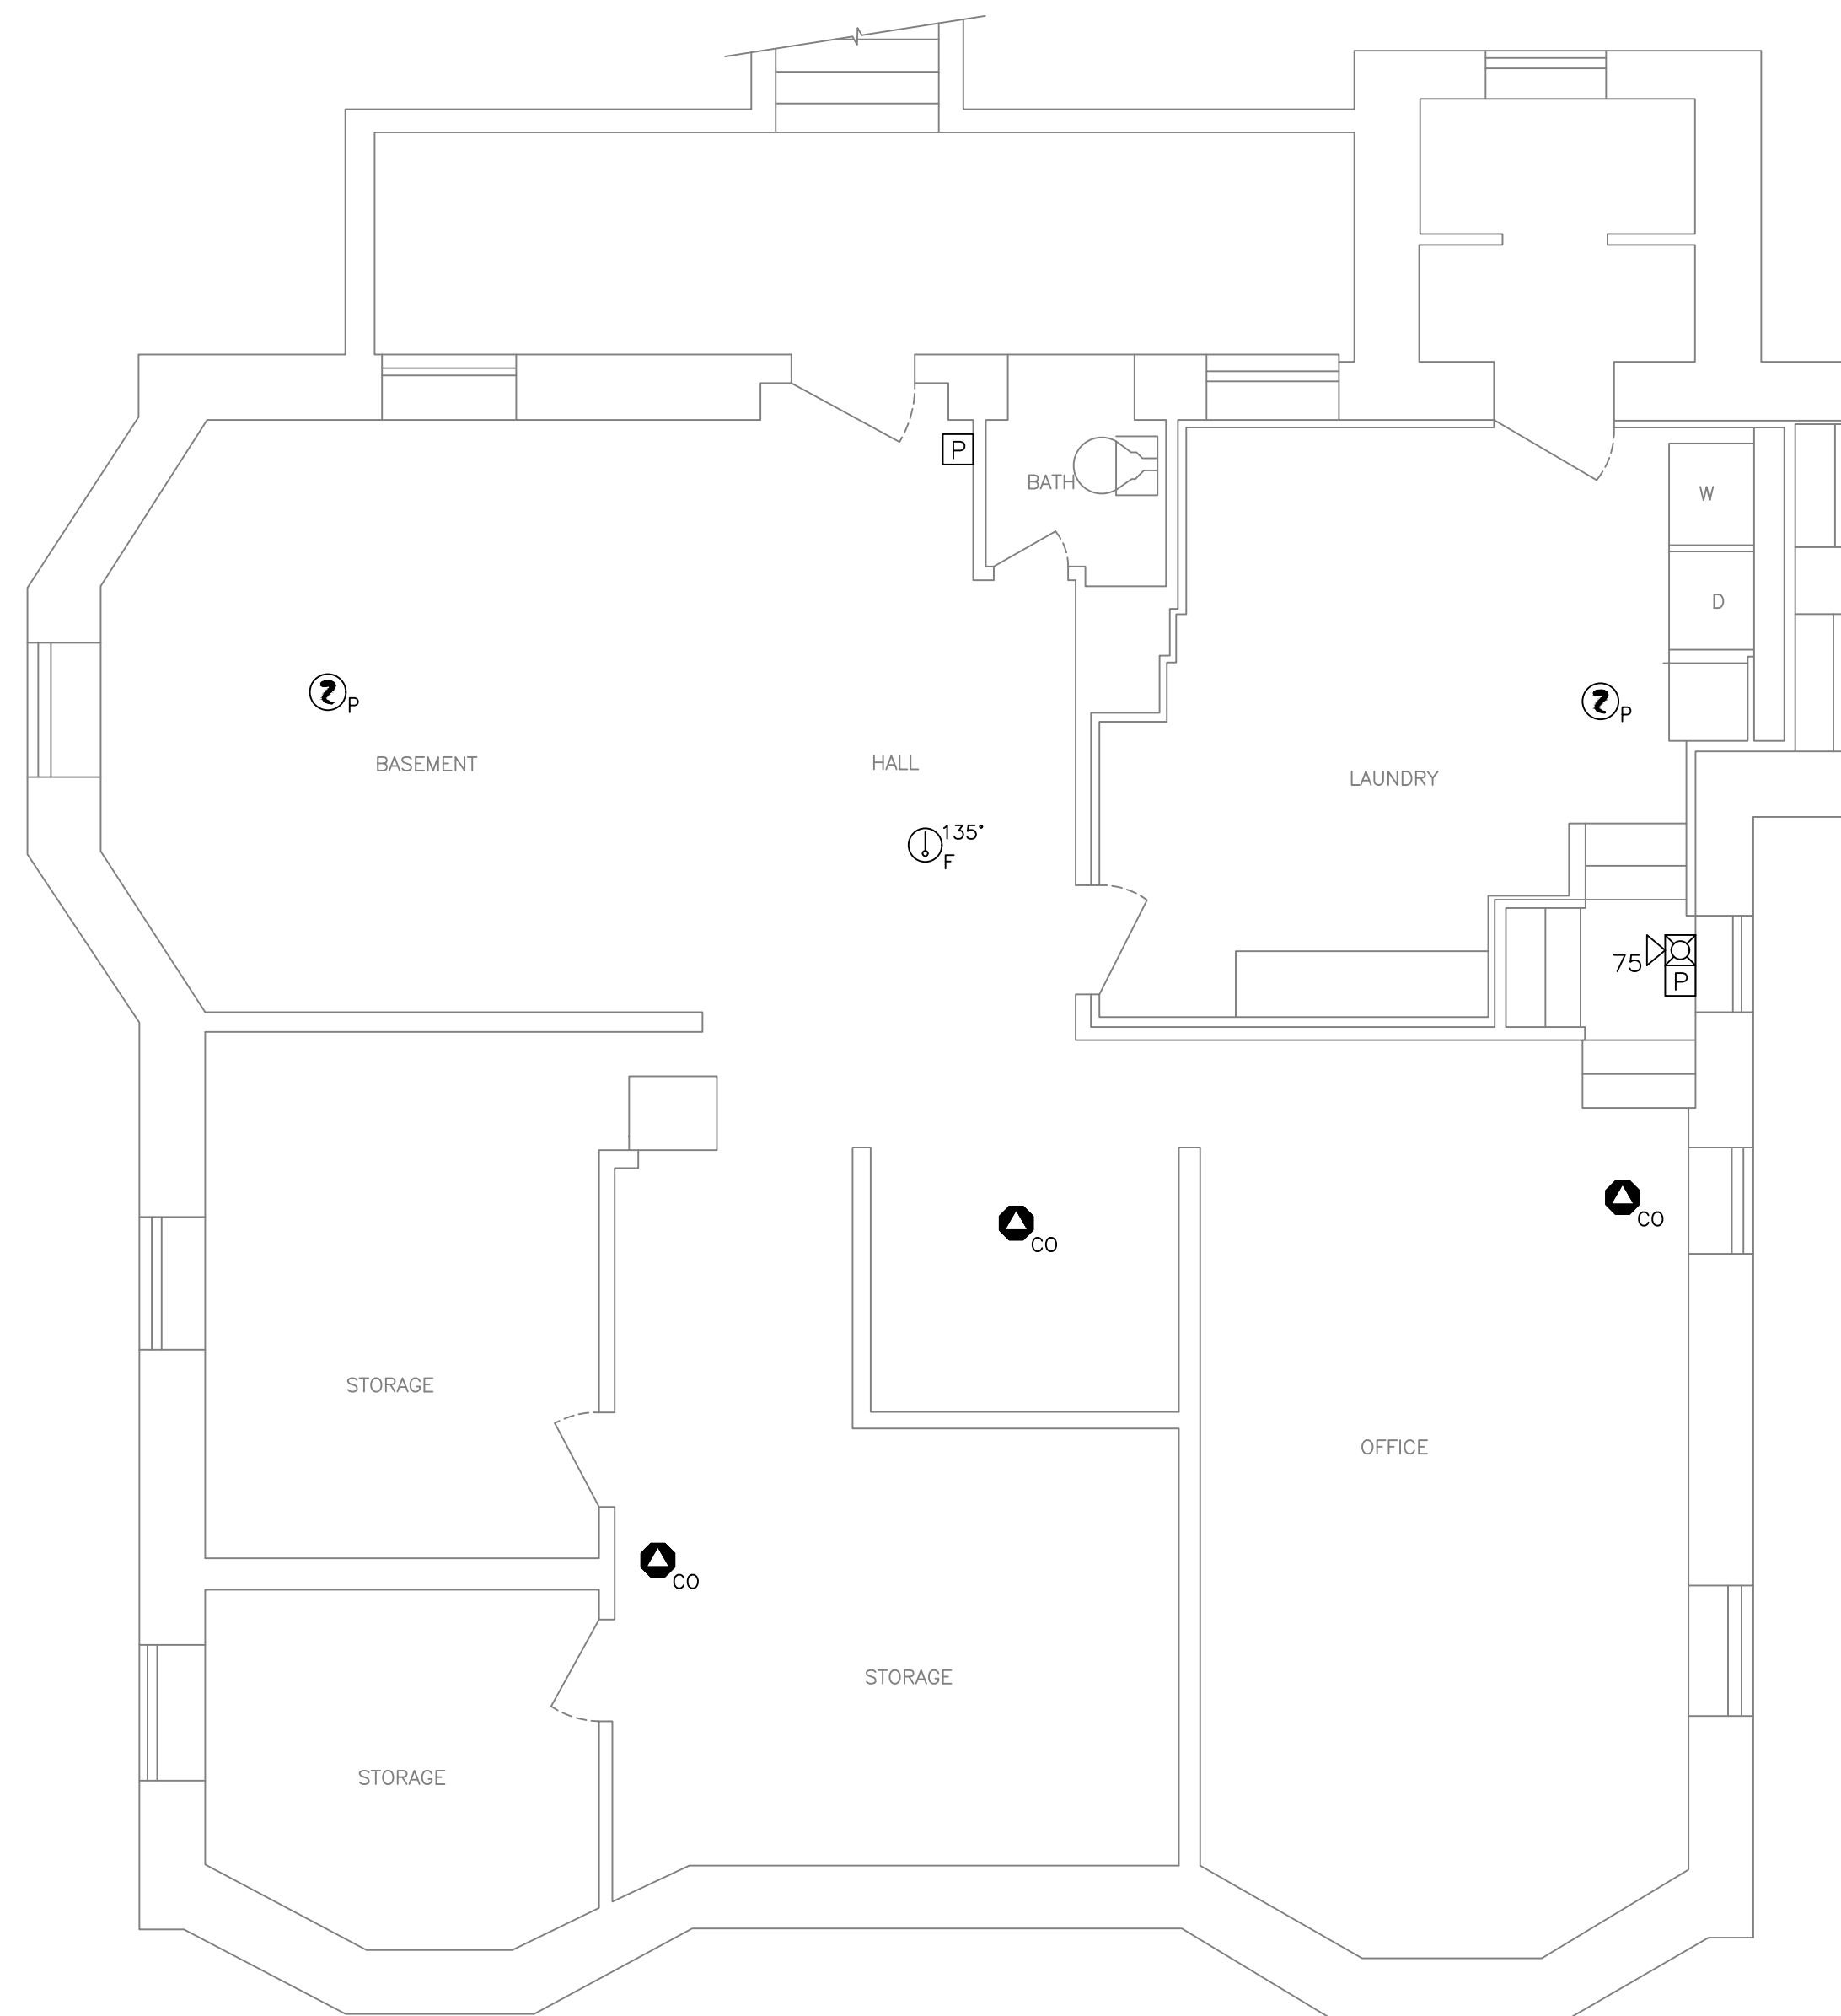 P
BATH
W
D
P
P
BASEMENT
HALL
LAUNDRY
135°
F
75
P
CO
CO
STORAGE
OFFICE
CO
STORAGE
STORAGE